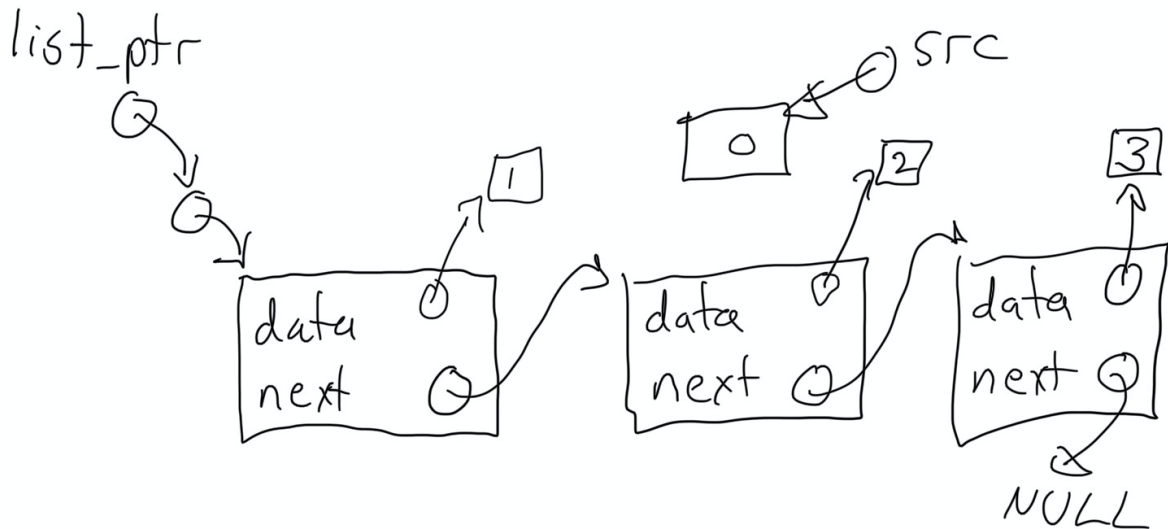 list_ptr
src
0
1
2
3
data
next
data
next
data
next
NULL